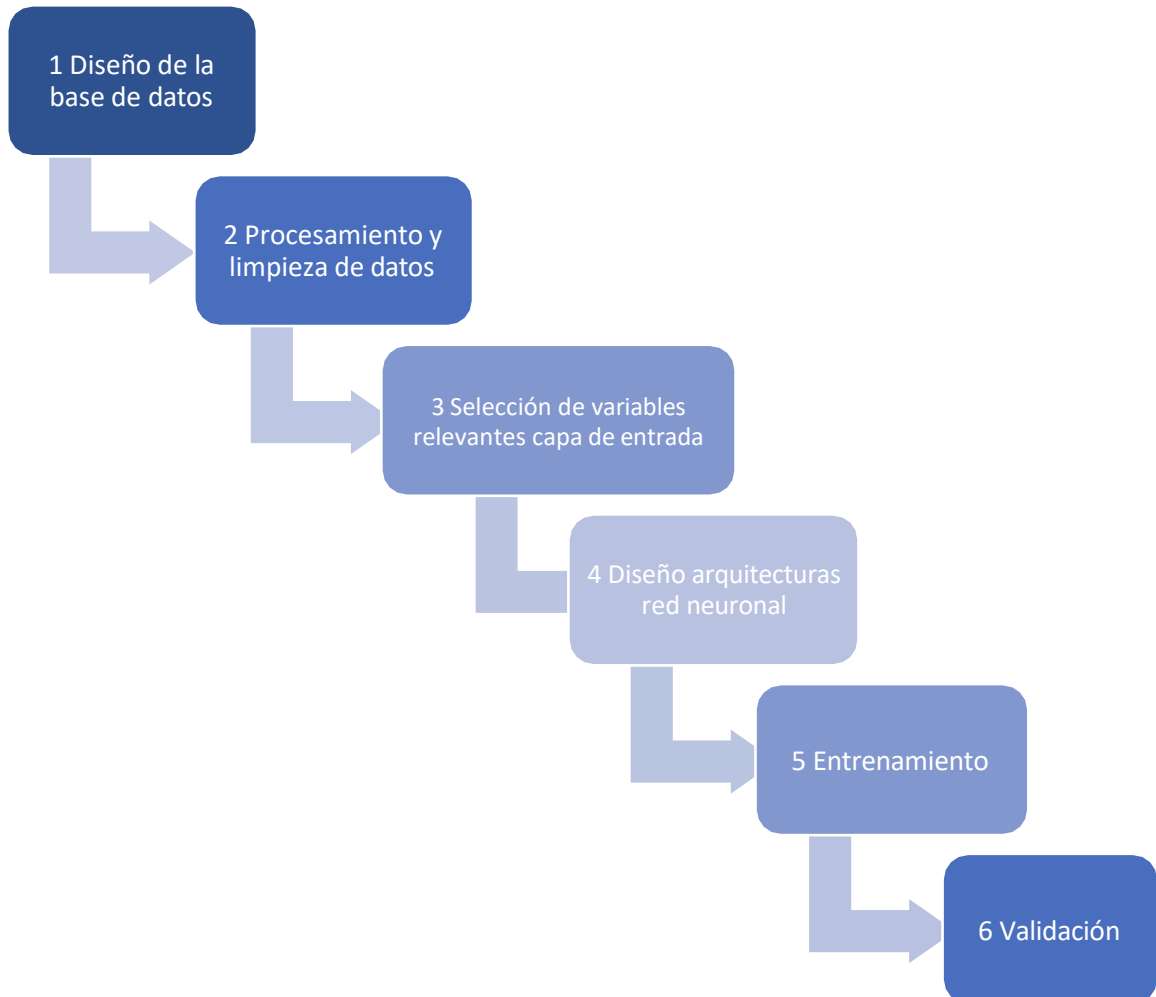 1 Diseño de la
base de datos
2 Procesamiento y
limpieza de datos
3 Selección de variables
relevantes capa de entrada
4 Diseño arquitecturas
red neuronal
5 Entrenamiento
6 Validación